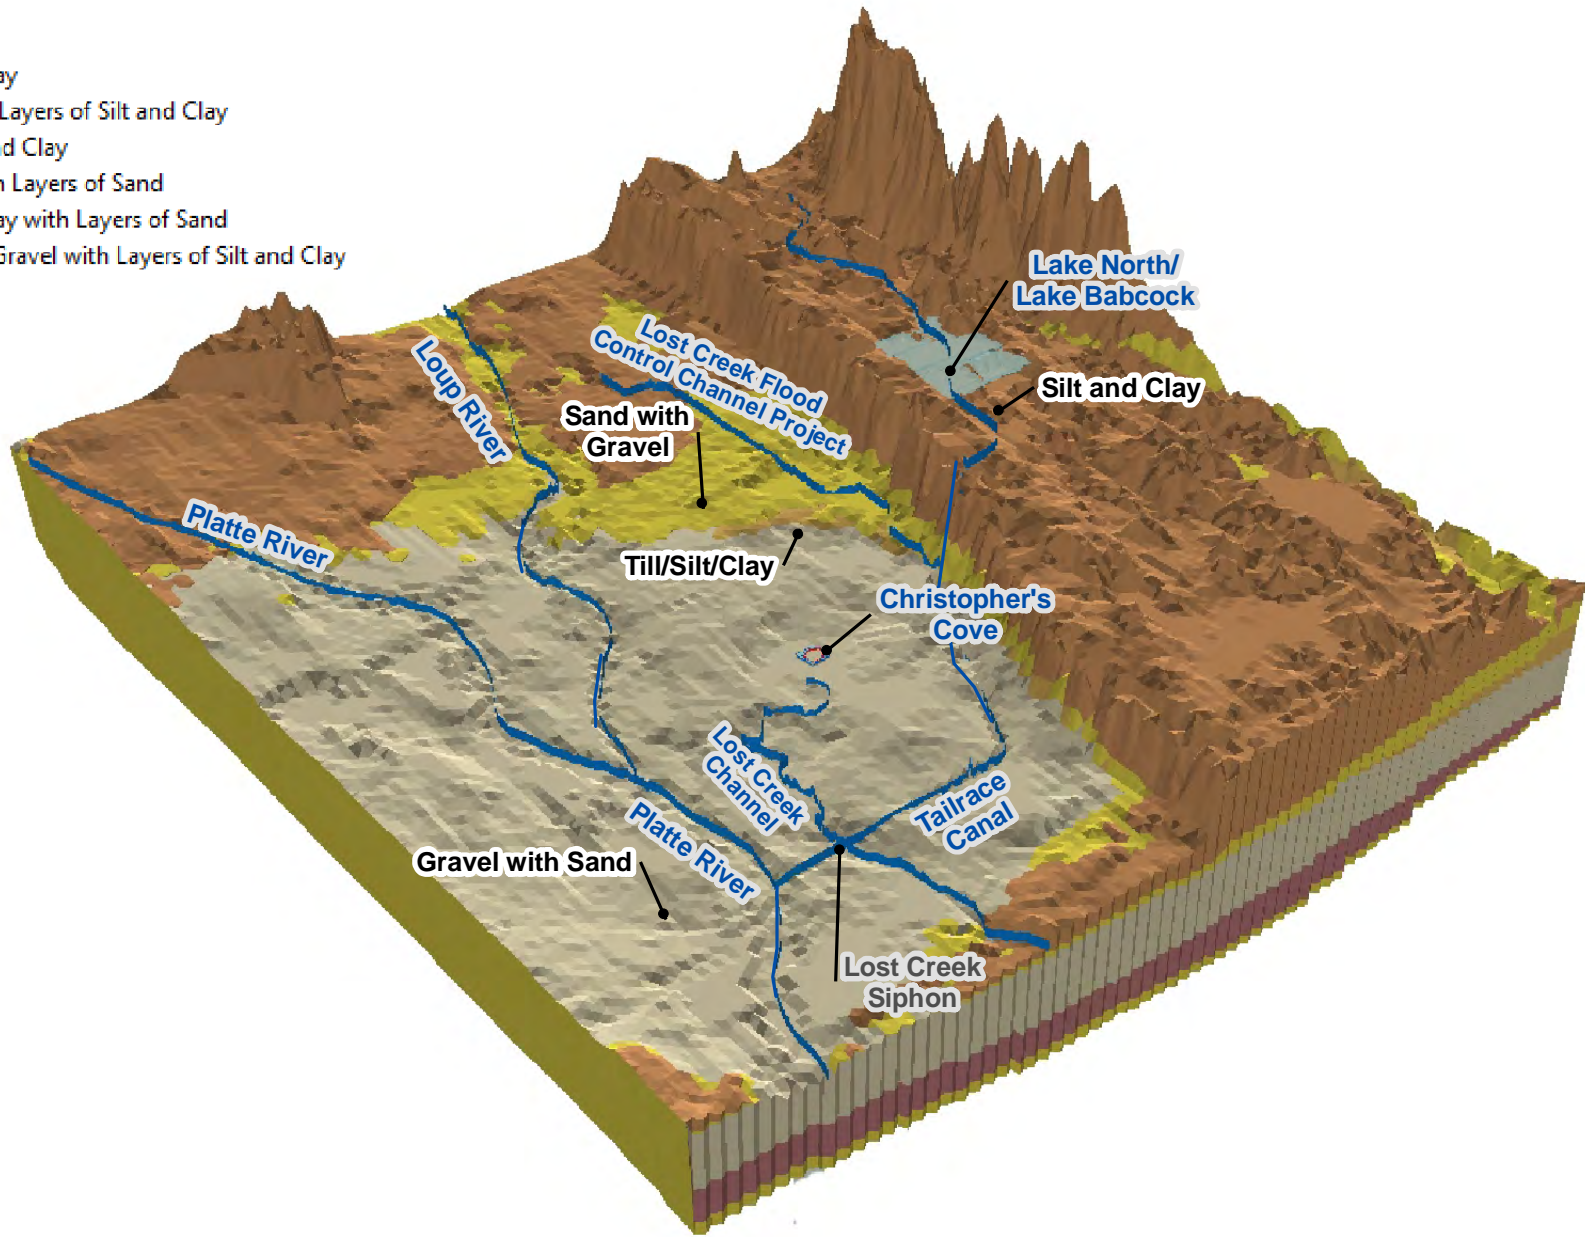 Layers of Silt and Clay
Clay
Layers of Sand
with Layers of Sand
Gravel with Layers of Silt and Clay
Lake North/
Lake Babcock
Lost Creek Flood
Control Channel Project
Loup River
Silt and Clay
Sand with
Gravel
Platte River
Till/Silt/Clay
Christopher's
Cove
Lost Creek
Channel
Tailrace
Canal
Platte River
Gravel with Sand
Lost Creek
Siphon